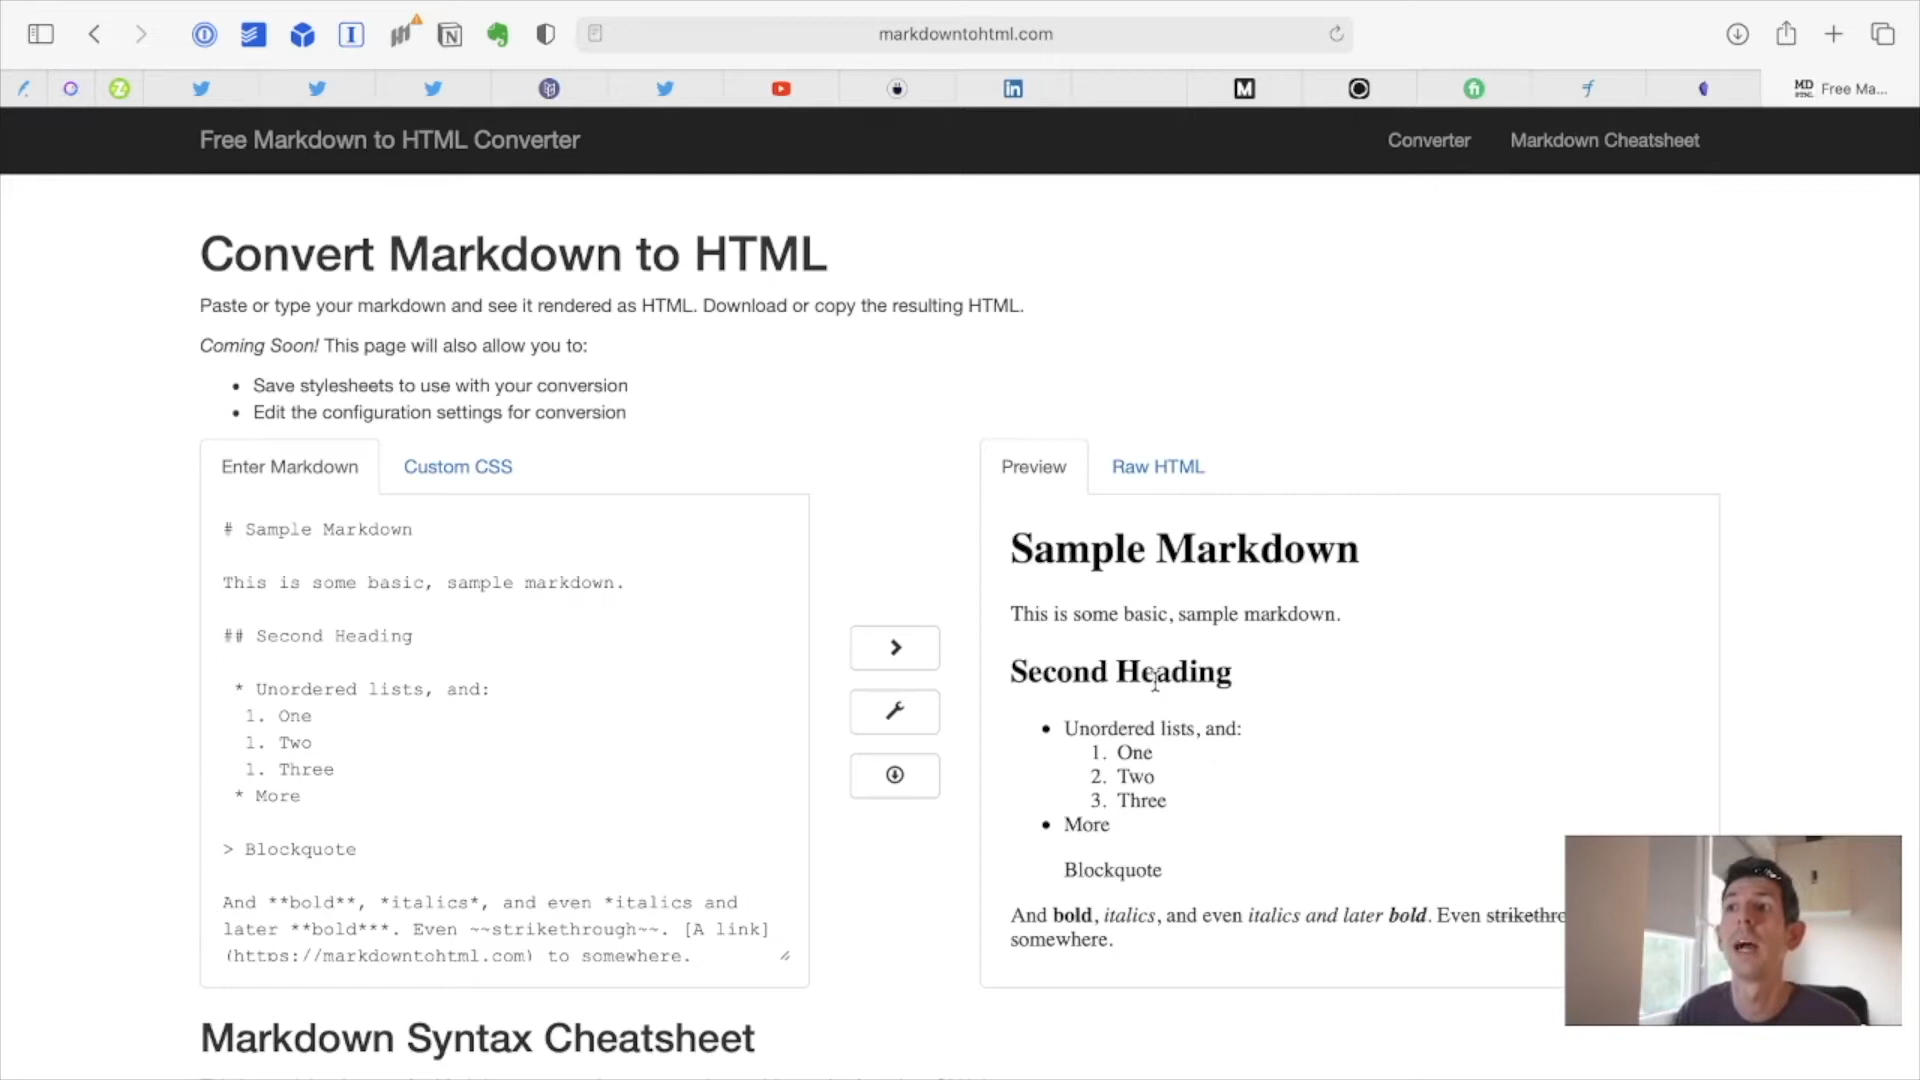 markdowntohtml.com
Free Ma...
Free Markdown to HTML Converter
Converter
Markdown Cheatsheet
Convert Markdown to HTML
Paste or type your markdown and see it rendered as HTML. Download or copy the resulting HTML.
Coming Soon! This page will also allow you to:
• Save stylesheets to use with your conversion
• Edit the configuration settings for conversion
Enter Markdown
Custom CSS
# Sample Markdown
This is some basic, sample markdown.
## Second Heading
* Unordered lists, and:
1. One
1. Two
1. Three
* More
> Blockquote
And **bold**, *italics*, and even *italics and
later **bold***. Even ~~strikethrough~~. [A link]
(https://markdowntohtml.com) to somewhere.
Preview
Raw HTML
Sample Markdown
This is some basic, sample markdown.
Second Heading
• Unordered lists, and:
1. One
2. Two
3. Three
• More
Blockquote
And bold, italics, and even italics and later bold. Even strikethro
somewhere.
Markdown Syntax Cheatsheet